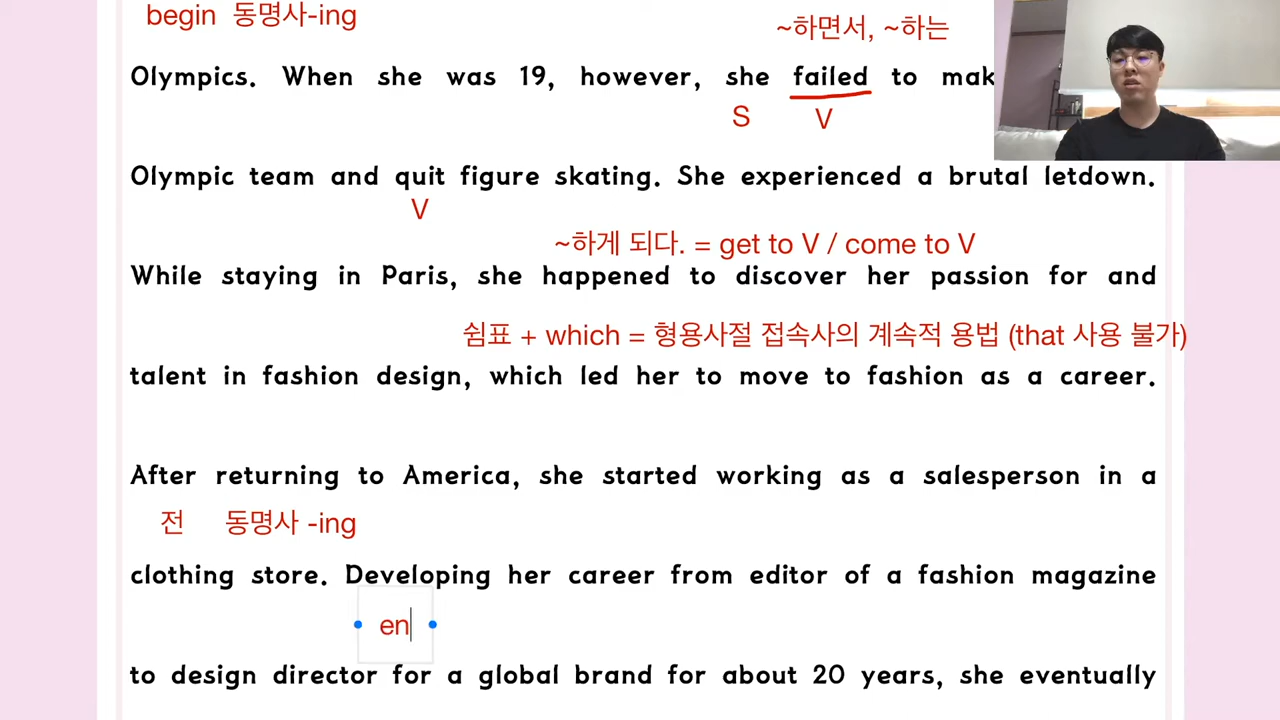 begin 동명사-ing
~하면서, ~하는
Olympics. When she was 19, however, she failed to mak
S V
Olympic team and quit figure skating. She experienced a brutal letdown.
V
~하게 되다. = get to V / come to V
While staying in Paris, she happened to discover her passion for and
쉼표 + which = 형용사절 접속사의 계속적 용법 (that 사용 불가)
talent in fashion design, which led her to move to fashion as a career.
After returning to America, she started working as a salesperson in a
전 동명사 -ing
clothing store. Developing her career from editor of a fashion magazine
en
to design director for a global brand for about 20 years, she eventually